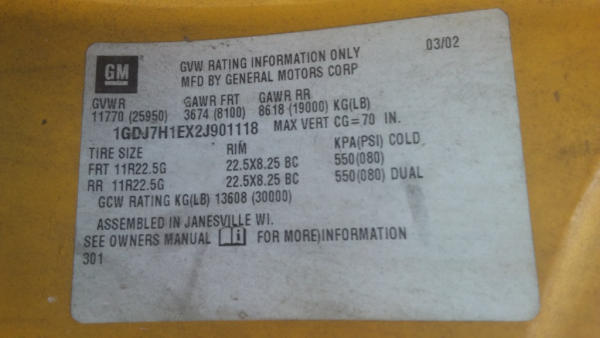 GM
GVW RATING INFORMATION ONLY 03/02
MFD BY GENERAL MOTORS CORP
GVWR GAWR FRT GAWR RR
11770 (25950) 3674 (8100) 8618 (19000) KG(LB)
1GDJ7H1EX2J901118 MAX VERT CG=70 IN.
TIRE SIZE RIM KPA(PSI) COLD
FRT 11R22.5G 22.5X8.25 BC 550(080)
RR 11R22.5G 22.5X8.25 BC 550(080) DUAL
GCW RATING KG(LB) 13608 (30000)
ASSEMBLED IN JANESVILLE WI.
SEE OWNERS MANUAL i FOR MORE)INFORMATION
301